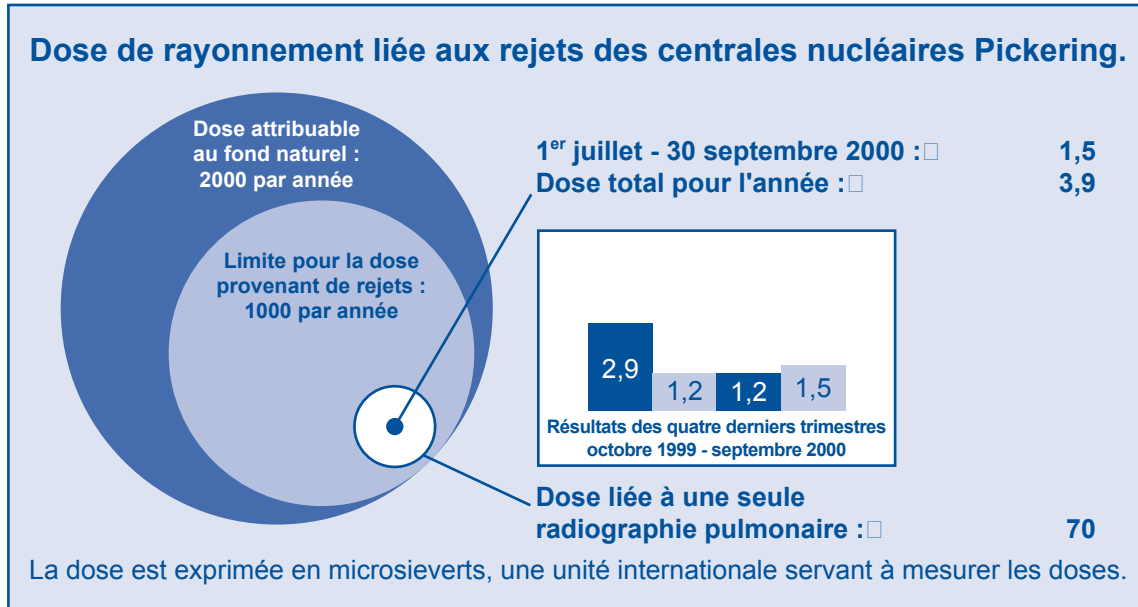 Dose de rayonnement liée aux rejets des centrales nucléaires Pickering.
Dose attribuable
au fond naturel :
2000 par année
Limite pour la dose
provenant de rejets :
1000 par année
1er juillet - 30 septembre 2000 :□ 1,5
Dose total pour l'année :□ 3,9
2,9 1,2 1,2 1,5
Résultats des quatre derniers trimestres
octobre 1999 - septembre 2000
Dose liée à une seule
radiographie pulmonaire :□ 70
La dose est exprimée en microsieverts, une unité internationale servant à mesurer les doses.